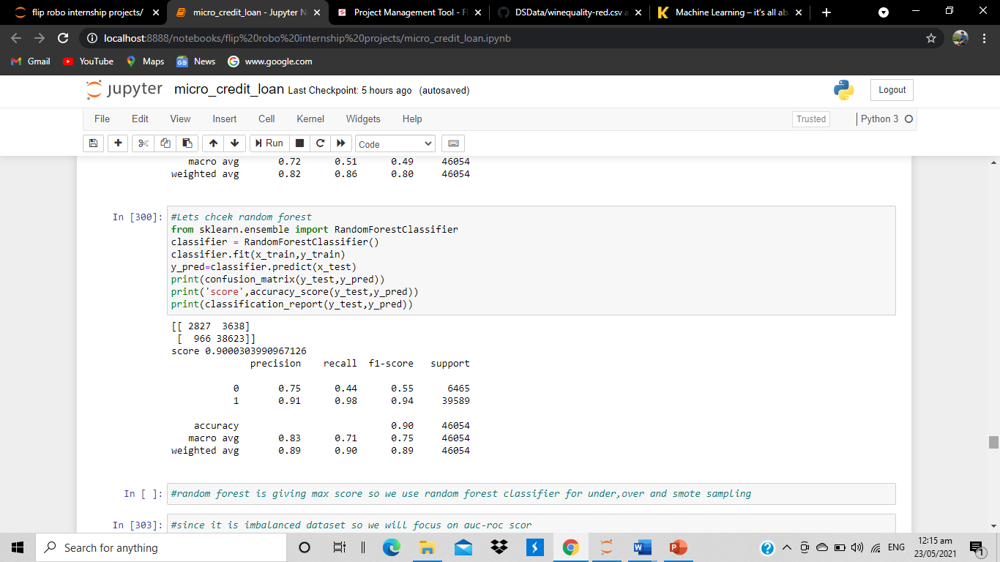 flip robo internship projects/
micro_credit_loan - Jupyter N
Project Management Tool - Fl
DSData/winequality-red.csv a
Machine Learning – it's all ab
localhost:8888/notebooks/flip%20robo%20internship%20projects/micro_credit_loan.ipynb
Gmail YouTube Maps News www.google.com
jupyter micro_credit_loan Last Checkpoint: 5 hours ago (autosaved) Logout
File Edit View Insert Cell Kernel Widgets Help Trusted Python 3
Run Code
macro avg 0.72 0.51 0.49 46054
weighted avg 0.82 0.86 0.80 46054
In [300]: #Lets chcek random forest
from sklearn.ensemble import RandomForestClassifier
classifier = RandomForestClassifier()
classifier.fit(x_train,y_train)
y_pred=classifier.predict(x_test)
print(confusion_matrix(y_test,y_pred))
print('score',accuracy_score(y_test,y_pred))
print(classification_report(y_test,y_pred))
[[ 2827 3638]
[ 966 38623]]
score 0.9000303990967126
precision recall f1-score support
0 0.75 0.44 0.55 6465
1 0.91 0.98 0.94 39589
accuracy 0.90 46054
macro avg 0.83 0.71 0.75 46054
weighted avg 0.89 0.90 0.89 46054
In [ ]: #random forest is giving max score so we use random forest classifier for under,over and smote sampling
In [303]: #since it is imbalanced dataset so we will focus on auc-roc scor
Search for anything
ENG
12:15 am
23/05/2021
1